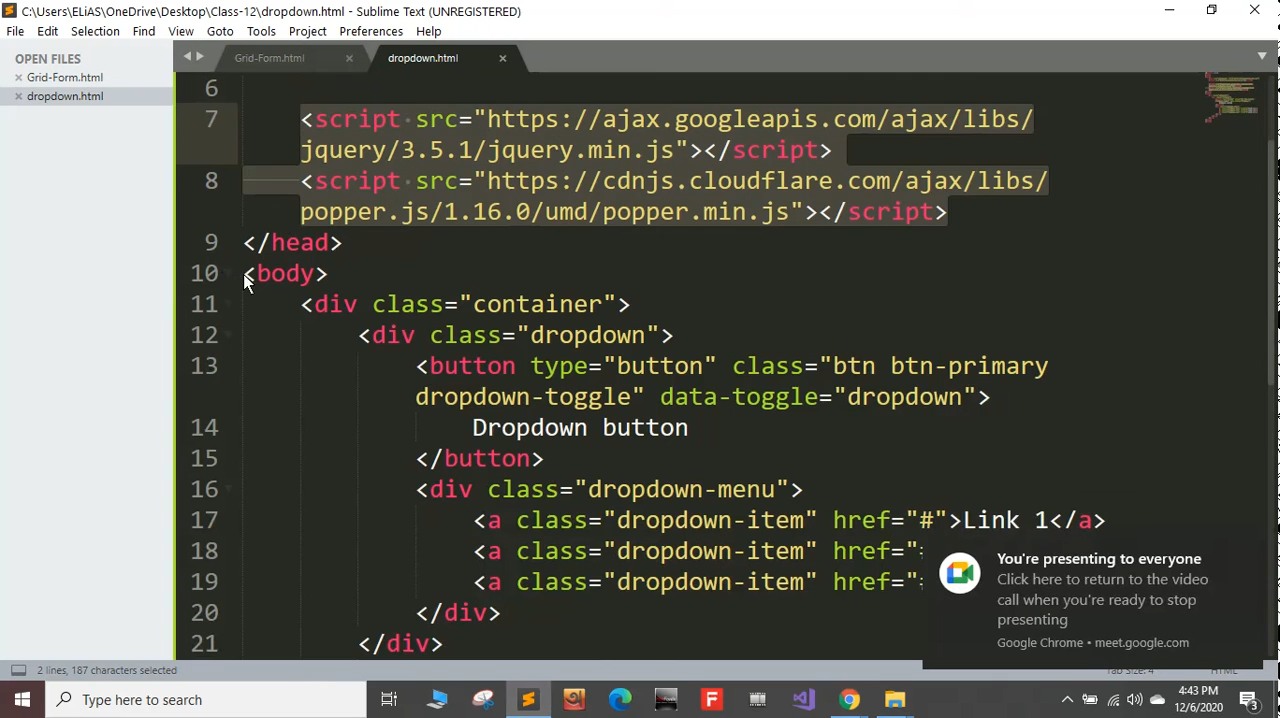 C:\Users\ELiAS\OneDrive\Desktop\Class-12\dropdown.html - Sublime Text (UNREGISTERED)
File Edit Selection Find View Goto Tools Project Preferences Help
OPEN FILES
Grid-Form.html
dropdown.html
Grid-Form.html
dropdown.html
6
7 <script src="https://ajax.googleapis.com/ajax/libs/
jquery/3.5.1/jquery.min.js"></script>
8 <script src="https://cdnjs.cloudflare.com/ajax/libs/
popper.js/1.16.0/umd/popper.min.js"></script>
9 </head>
10 <body>
11 <div class="container">
12 <div class="dropdown">
13 <button type="button" class="btn btn-primary
dropdown-toggle" data-toggle="dropdown">
14 Dropdown button
15 </button>
16 <div class="dropdown-menu">
17 <a class="dropdown-item" href="#">Link 1</a>
18 <a class="dropdown-item" href="
19 <a class="dropdown-item" href="
20 </div>
21 </div>
You're presenting to everyone
Click here to return to the video
call when you're ready to stop
presenting
Google Chrome • meet.google.com
2 lines, 187 characters selected
Tab Size: 4
HTML
Type here to search
4:43 PM
12/6/2020
3